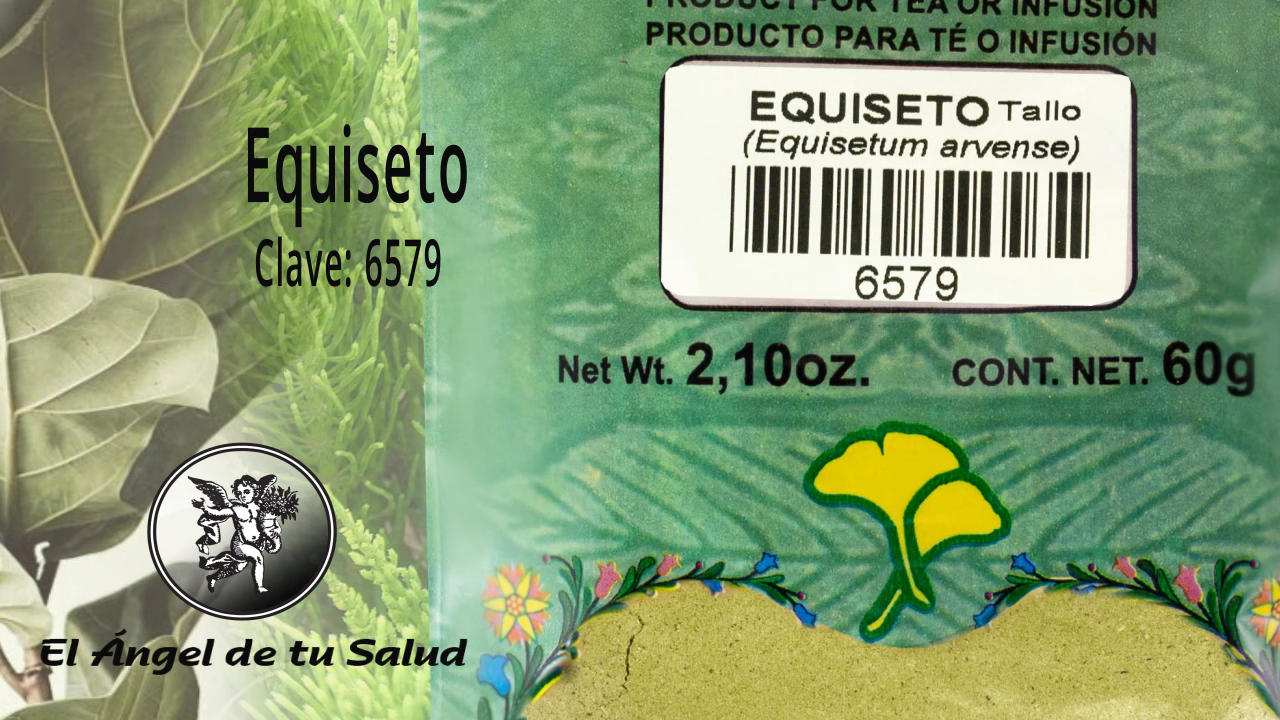 Equiseto
Clave: 6579
El Ángel de tu Salud
PRODUCT FOR TEA OR INFUSION
PRODUCTO PARA TÉ O INFUSIÓN
EQUISETO Tallo
(Equisetum arvense)
6579
Net Wt. 2,10oz. CONT. NET. 60g